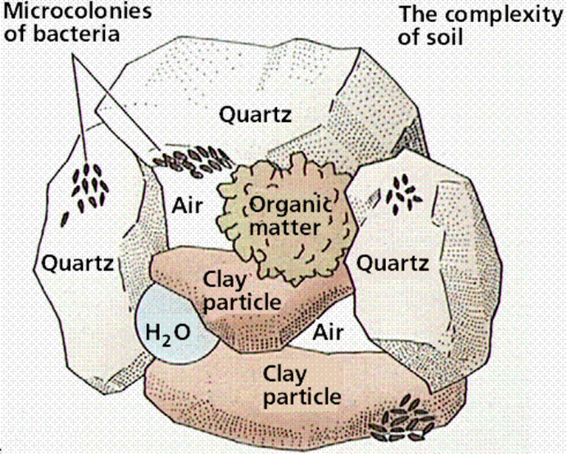 Microcolonies
of bacteria
The complexity
of soil
Quartz
Air
Organic
matter
Quartz
Clay
particle
Quartz
H₂O
Air
Clay
particle